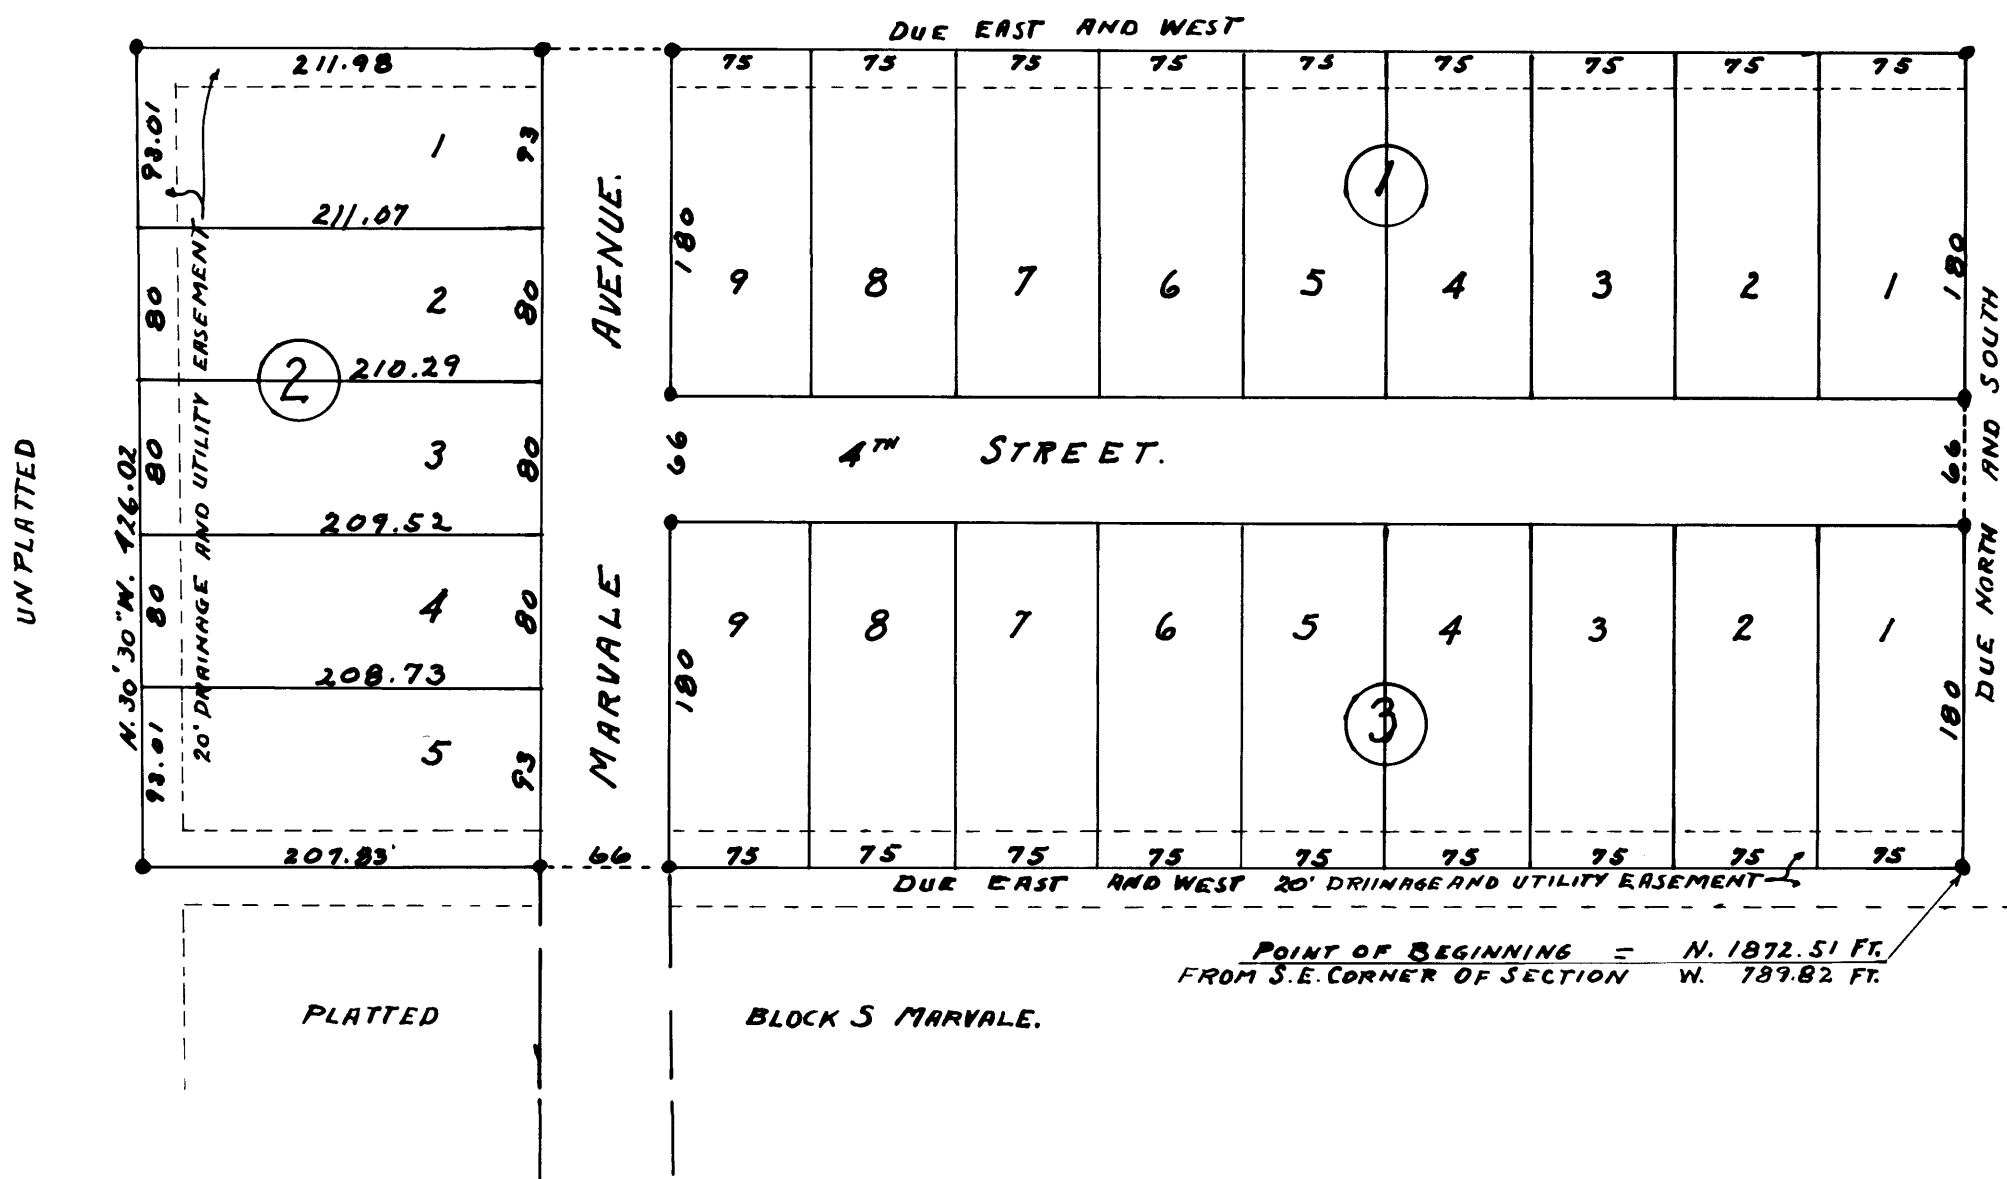 DUE EAST AND WEST
211.98
75 75 75 75 75 75 75 75 75
93.01
1
93
211.07
AVENUE.
180
1
180
9 8 7 6 5 4 3 2 1
80
2
80
2
210.29
20' DRAINAGE AND UTILITY EASEMENT
UNPLATTED
N. 30' 30" W. 426.02
80
3
80
66
4TH STREET.
66
DUE NORTH AND SOUTH
209.52
80
4
80
MARVALE
9 8 7 6 5 4 3 2 1
208.73
180
3
180
93.01
5
93
207.83'
66
75 75 75 75 75 75 75 75 75
DUE EAST AND WEST 20' DRIINAGE AND UTILITY EASEMENT
POINT OF BEGINNING = N. 1872.51 FT.
FROM S.E. CORNER OF SECTION W. 789.82 FT.
PLATTED
BLOCK 5 MARVALE.